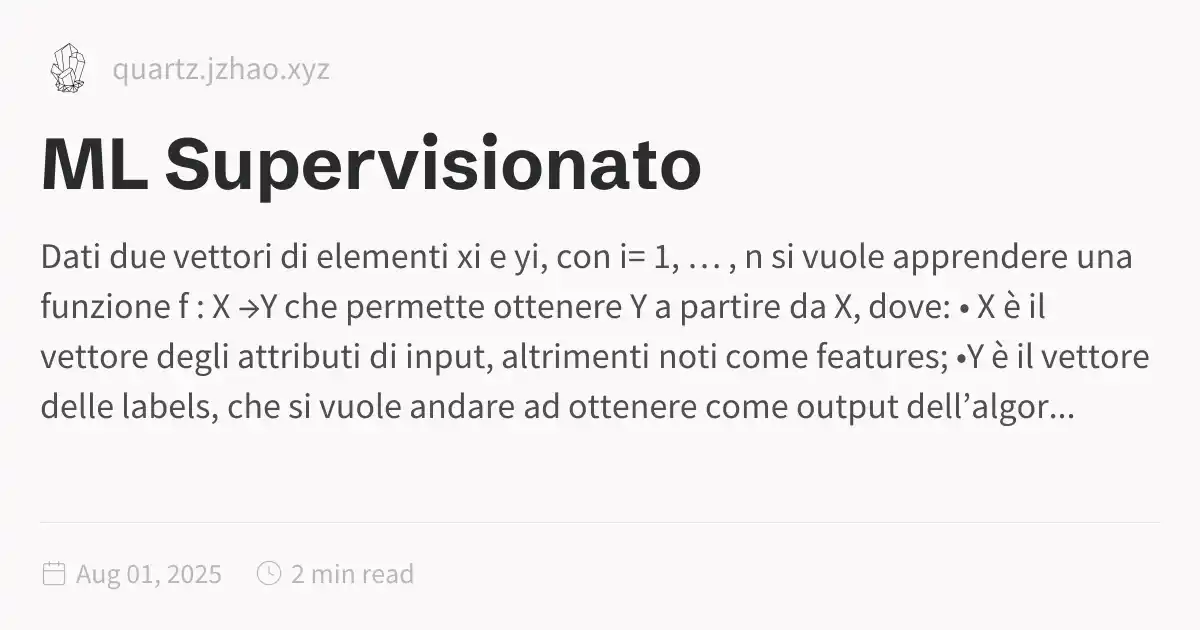 quartz.jzhao.xyz
ML Supervisionato
Dati due vettori di elementi xi e yi, con i= 1, … , n si vuole apprendere una
funzione f : X →Y che permette ottenere Y a partire da X, dove: • X è il
vettore degli attributi di input, altrimenti noti come features; •Y è il vettore
delle labels, che si vuole andare ad ottenere come output dell’algor...
Aug 01, 2025 2 min read